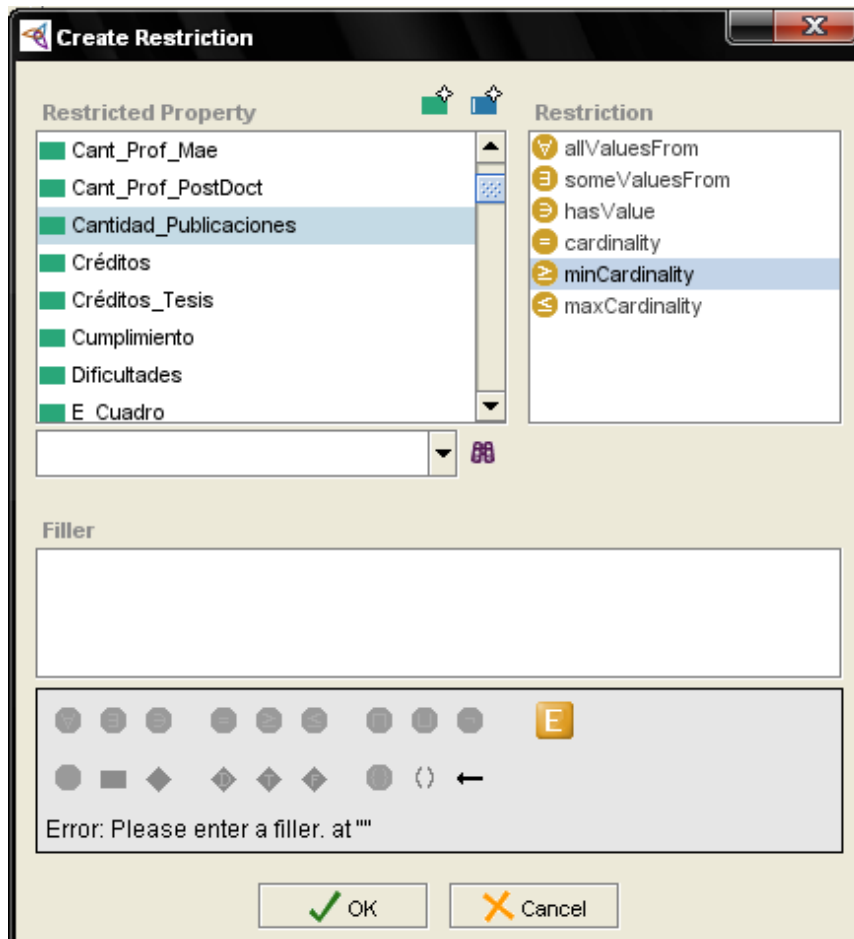 Create Restriction
Restricted Property
Cant_Prof_Mae
Cant_Prof_PostDoct
Cantidad_Publicaciones
Créditos
Créditos_Tesis
Cumplimiento
Dificultades
E_Cuadro
Restriction
∀ allValuesFrom
∃ someValuesFrom
∋ hasValue
= cardinality
≥ minCardinality
≤ maxCardinality
Filler
∀ ∃ ∋ = ≥ ≤ ⊓ ⊔ ¬ E
{} D T F () ←
Error: Please enter a filler. at ""
OK
Cancel